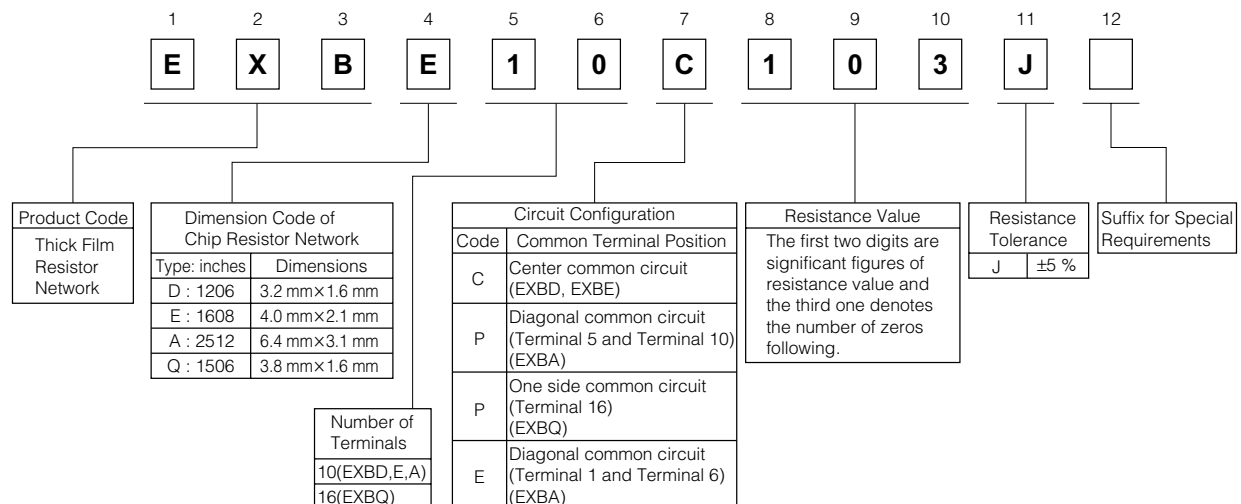 1 2 3 4 5 6 7 8 9 10 11 12
E X B E 1 0 C 1 0 3 J
Product Code
Thick Film
Resistor
Network
Dimension Code of
Chip Resistor Network
Type: inches Dimensions
D : 1206 3.2 mm×1.6 mm
E : 1608 4.0 mm×2.1 mm
A : 2512 6.4 mm×3.1 mm
Q : 1506 3.8 mm×1.6 mm
Number of
Terminals
10(EXBD,E,A)
16(EXBQ)
Circuit Configuration
Code Common Terminal Position
C
Center common circuit
(EXBD, EXBE)
P
Diagonal common circuit
(Terminal 5 and Terminal 10)
(EXBA)
P
One side common circuit
(Terminal 16)
(EXBQ)
E
Diagonal common circuit
(Terminal 1 and Terminal 6)
(EXBA)
Resistance Value
The first two digits are
significant figures of
resistance value and
the third one denotes
the number of zeros
following.
Resistance
Tolerance
J ±5 %
Suffix for Special
Requirements